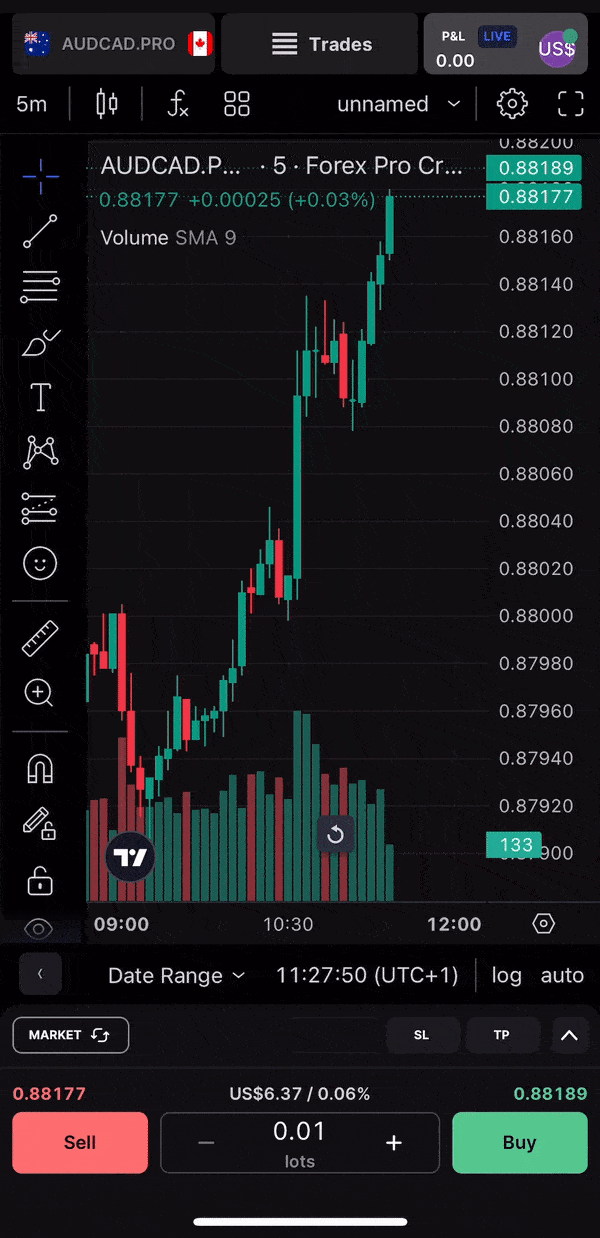 AUDCAD.PRO
Trades
P&L LIVE
0.00
US$
5m
unnamed
AUDCAD.P... · 5 · Forex Pro Cr...
0.88177 +0.00025 (+0.03%)
Volume SMA 9
0.88200
0.88189
0.88177
0.88160
0.88140
0.88120
0.88100
0.88080
0.88060
0.88040
0.88020
0.88000
0.87980
0.87960
0.87940
0.87920
133
09:00 10:30 12:00
Date Range 11:27:50 (UTC+1) log auto
MARKET SL TP
0.88177 US$6.37 / 0.06% 0.88189
Sell 0.01 Buy
lots